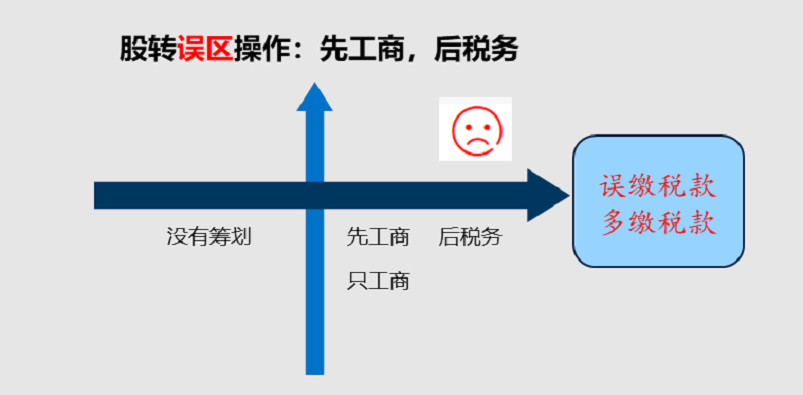 股转误区操作：先工商，后税务
没有筹划
先工商 后税务
只工商
误缴税款
多缴税款